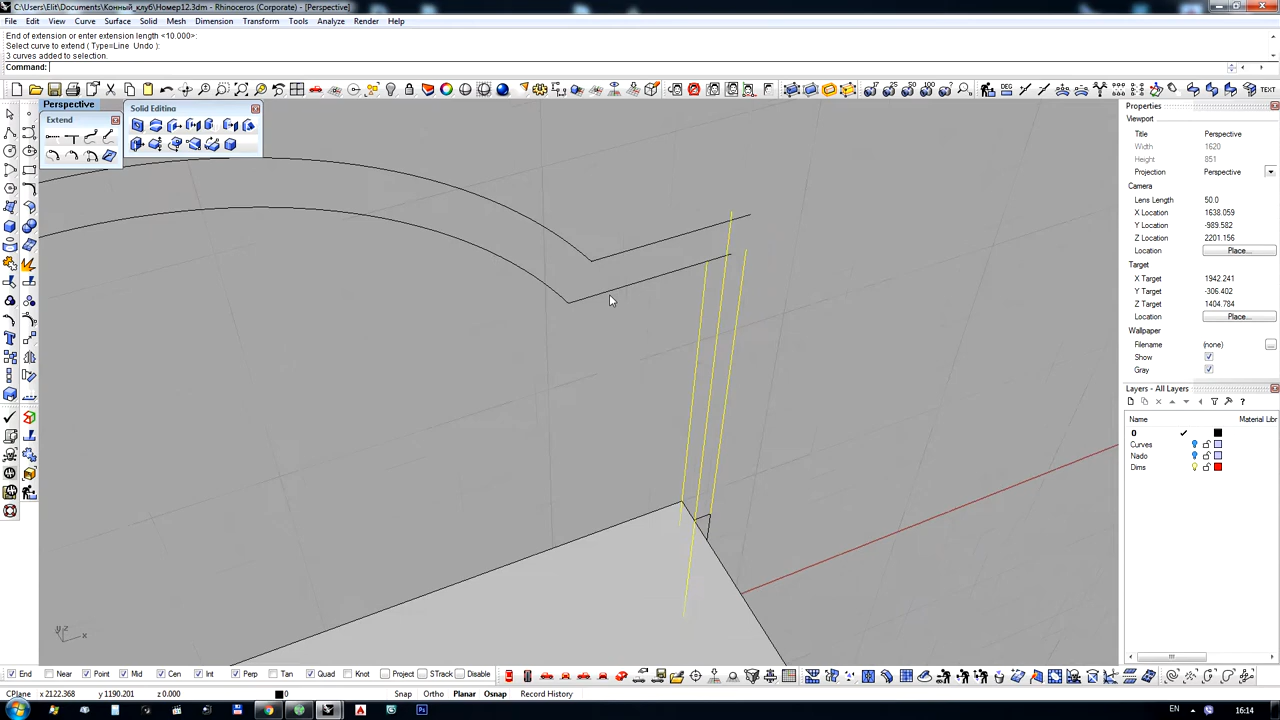 C:\Users\Elit\Documents\Конный_клуб\Номер12.3dm - Rhinoceros (Corporate) - [Perspective]
File Edit View Curve Surface Solid Mesh Dimension Transform Tools Analyze Render Help
End of extension or enter extension length <10.000>:
Select curve to extend ( Type=Line  Undo ):
3 curves added to selection.
Command:
TEXT
Perspective
Solid Editing
Extend
Properties
Viewport
Title Perspective
Width 1620
Height 851
Projection Perspective
Camera
Lens Length 50.0
X Location 1638.059
Y Location -989.582
Z Location 2201.156
Location Place...
Target
X Target 1942.241
Y Target -306.402
Z Target 1404.784
Location Place...
Wallpaper
Filename (none) ...
Show
Gray
Layers - All Layers
Name Material Libr
0
Curves
Nado
Dims
z y x
End Near Point Mid Cen Int Perp Tan Quad Knot Project STrack Disable
CPlane x 2122.368 y 1190.201 z 0.000 0 Snap Ortho Planar Osnap Record History
EN 16:14